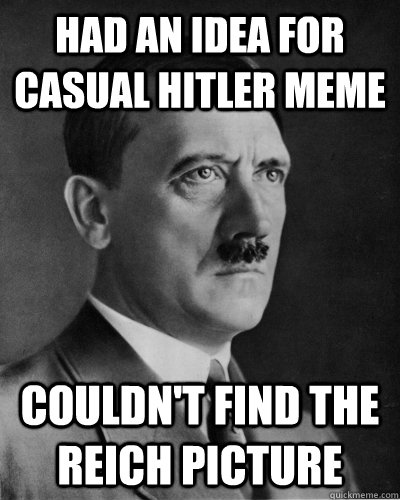 HAD AN IDEA FOR
CASUAL HITLER MEME
COULDN'T FIND THE
REICH PICTURE
quickmeme.com